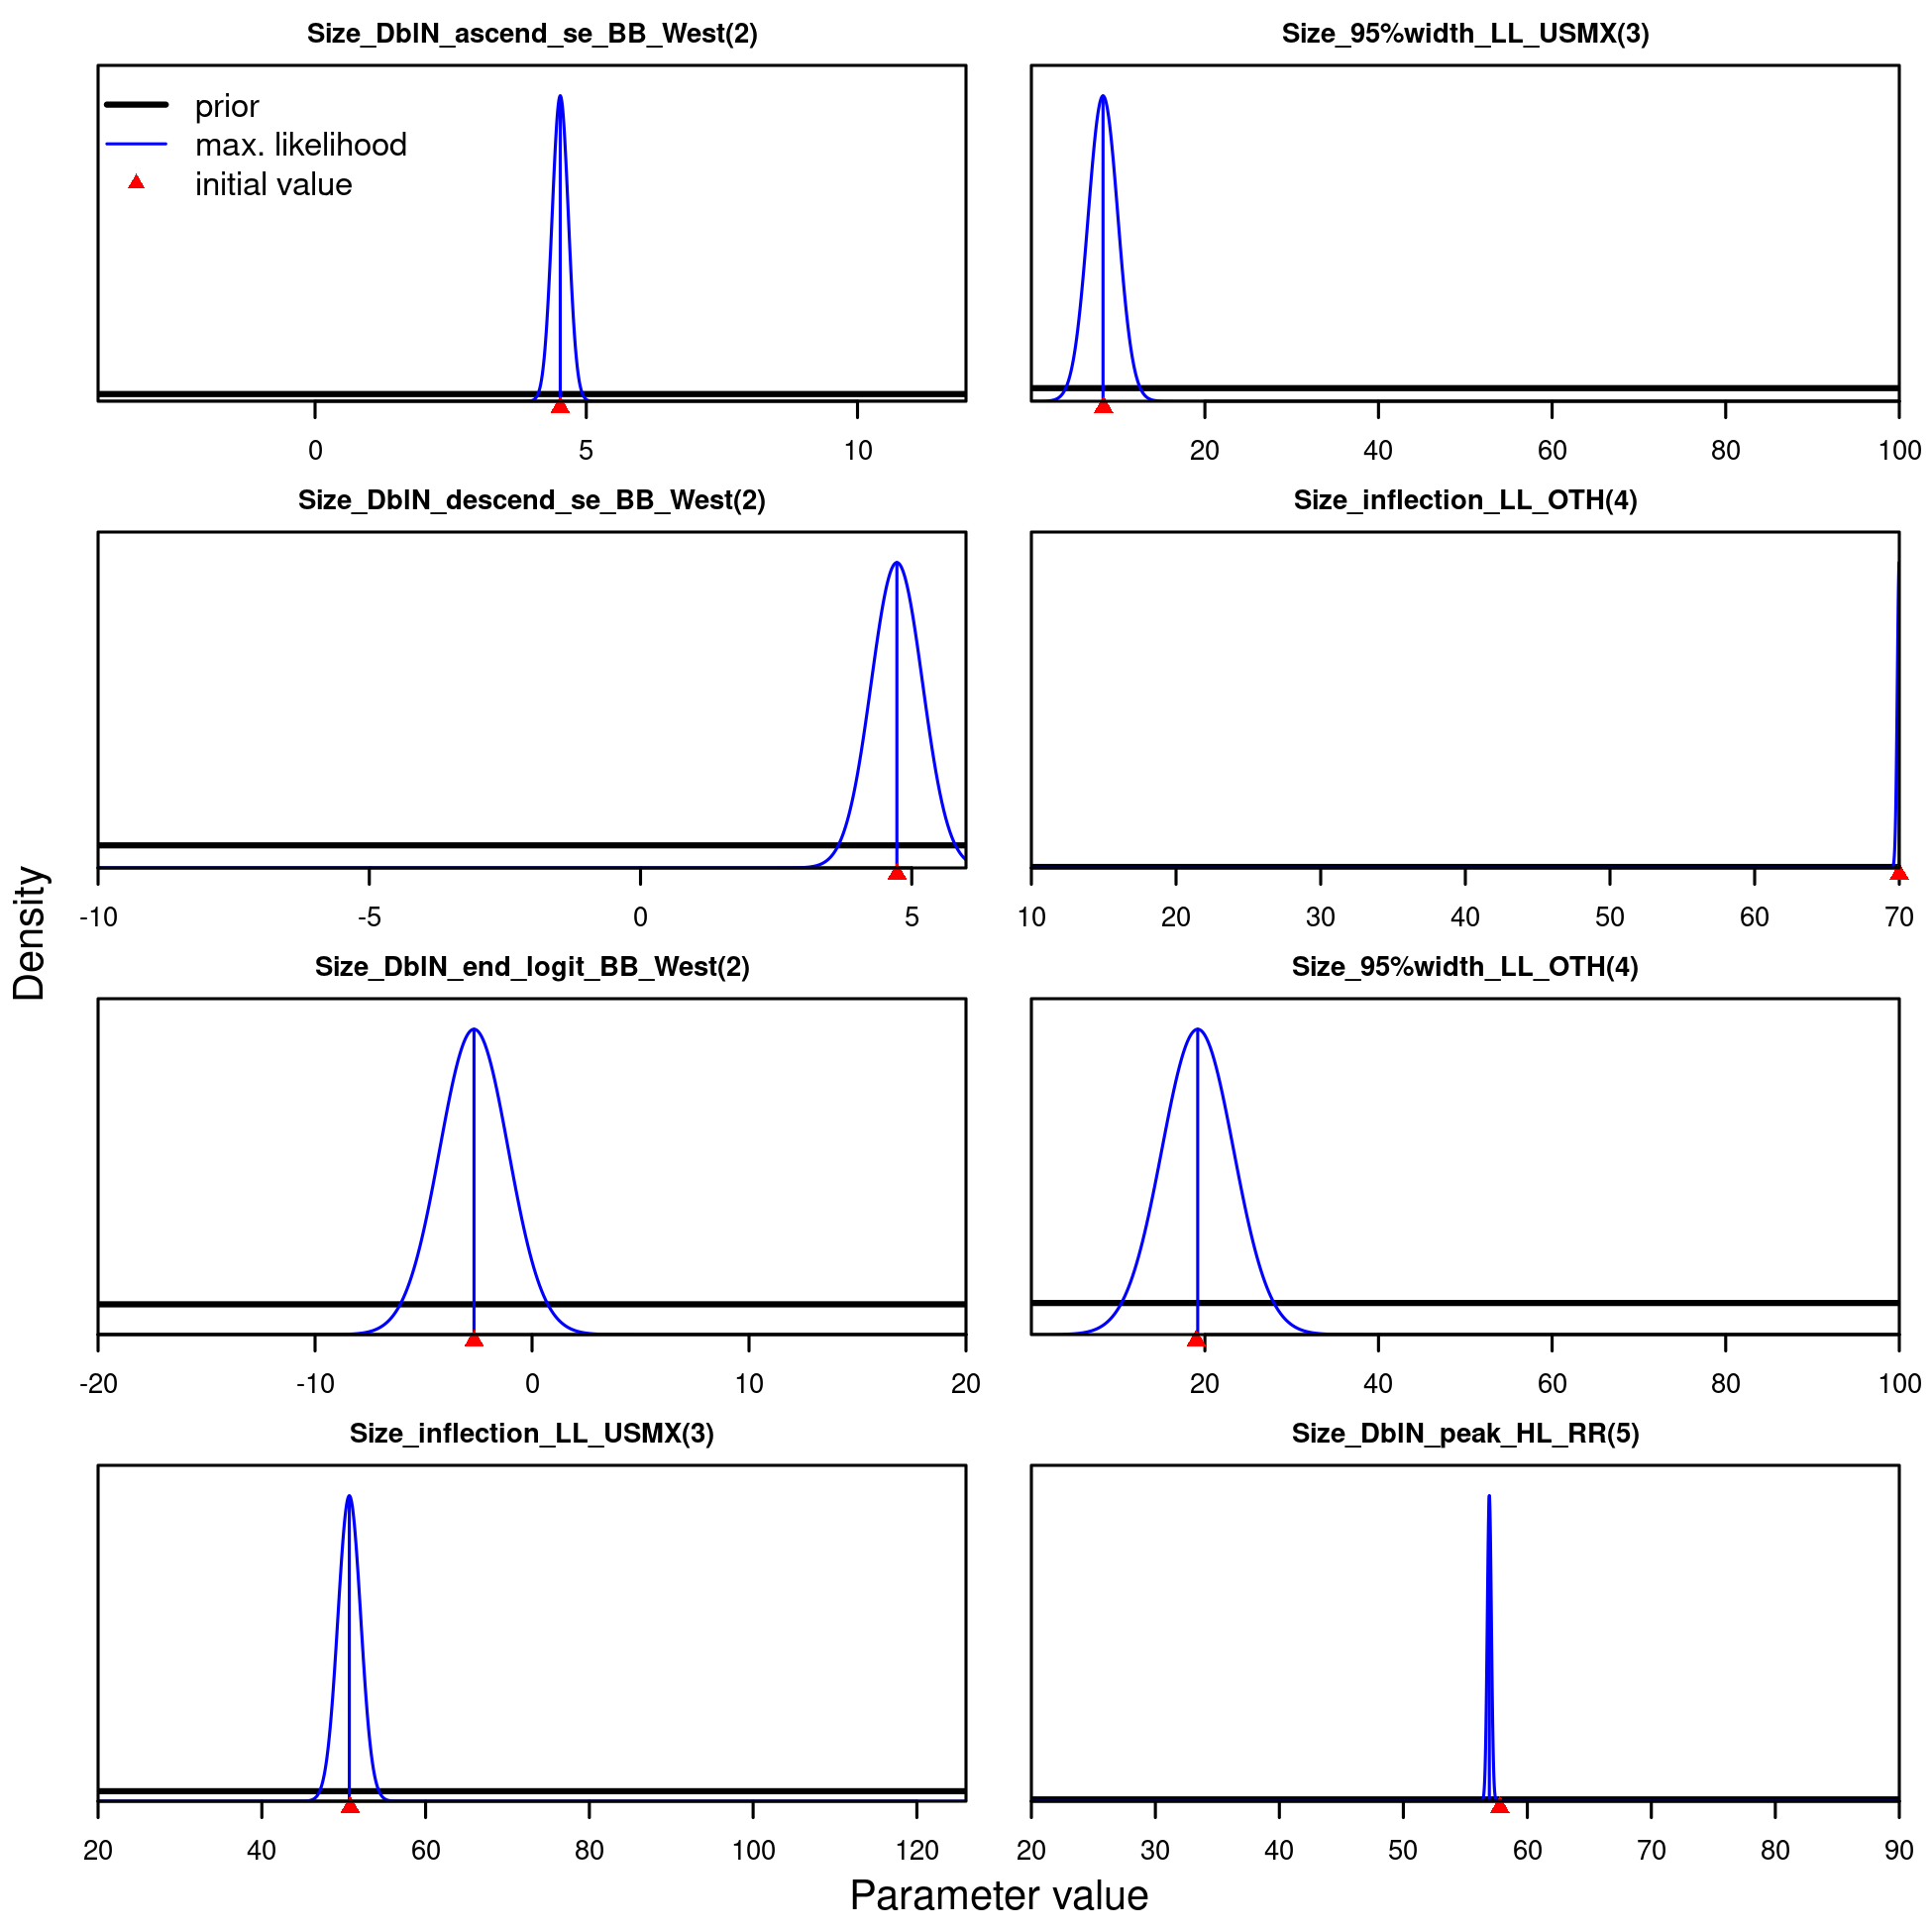 Size_DblN_ascend_se_BB_West(2)
prior
max. likelihood
initial value
0 5 10
Size_95%width_LL_USMX(3)
20 40 60 80 100
Size_DblN_descend_se_BB_West(2)
-10 -5 0 5
Size_inflection_LL_OTH(4)
10 20 30 40 50 60 70
Size_DblN_end_logit_BB_West(2)
-20 -10 0 10 20
Size_95%width_LL_OTH(4)
20 40 60 80 100
Size_inflection_LL_USMX(3)
20 40 60 80 100 120
Size_DblN_peak_HL_RR(5)
20 30 40 50 60 70 80 90
Density
Parameter value